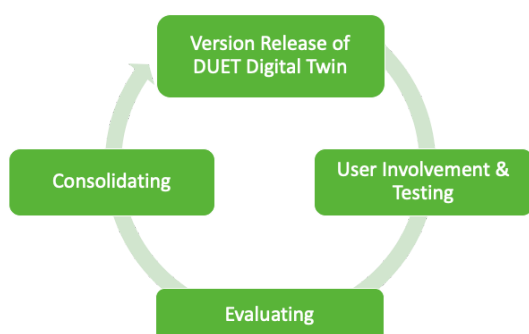 Version Release of
DUET Digital Twin
User Involvement &
Testing
Evaluating
Consolidating